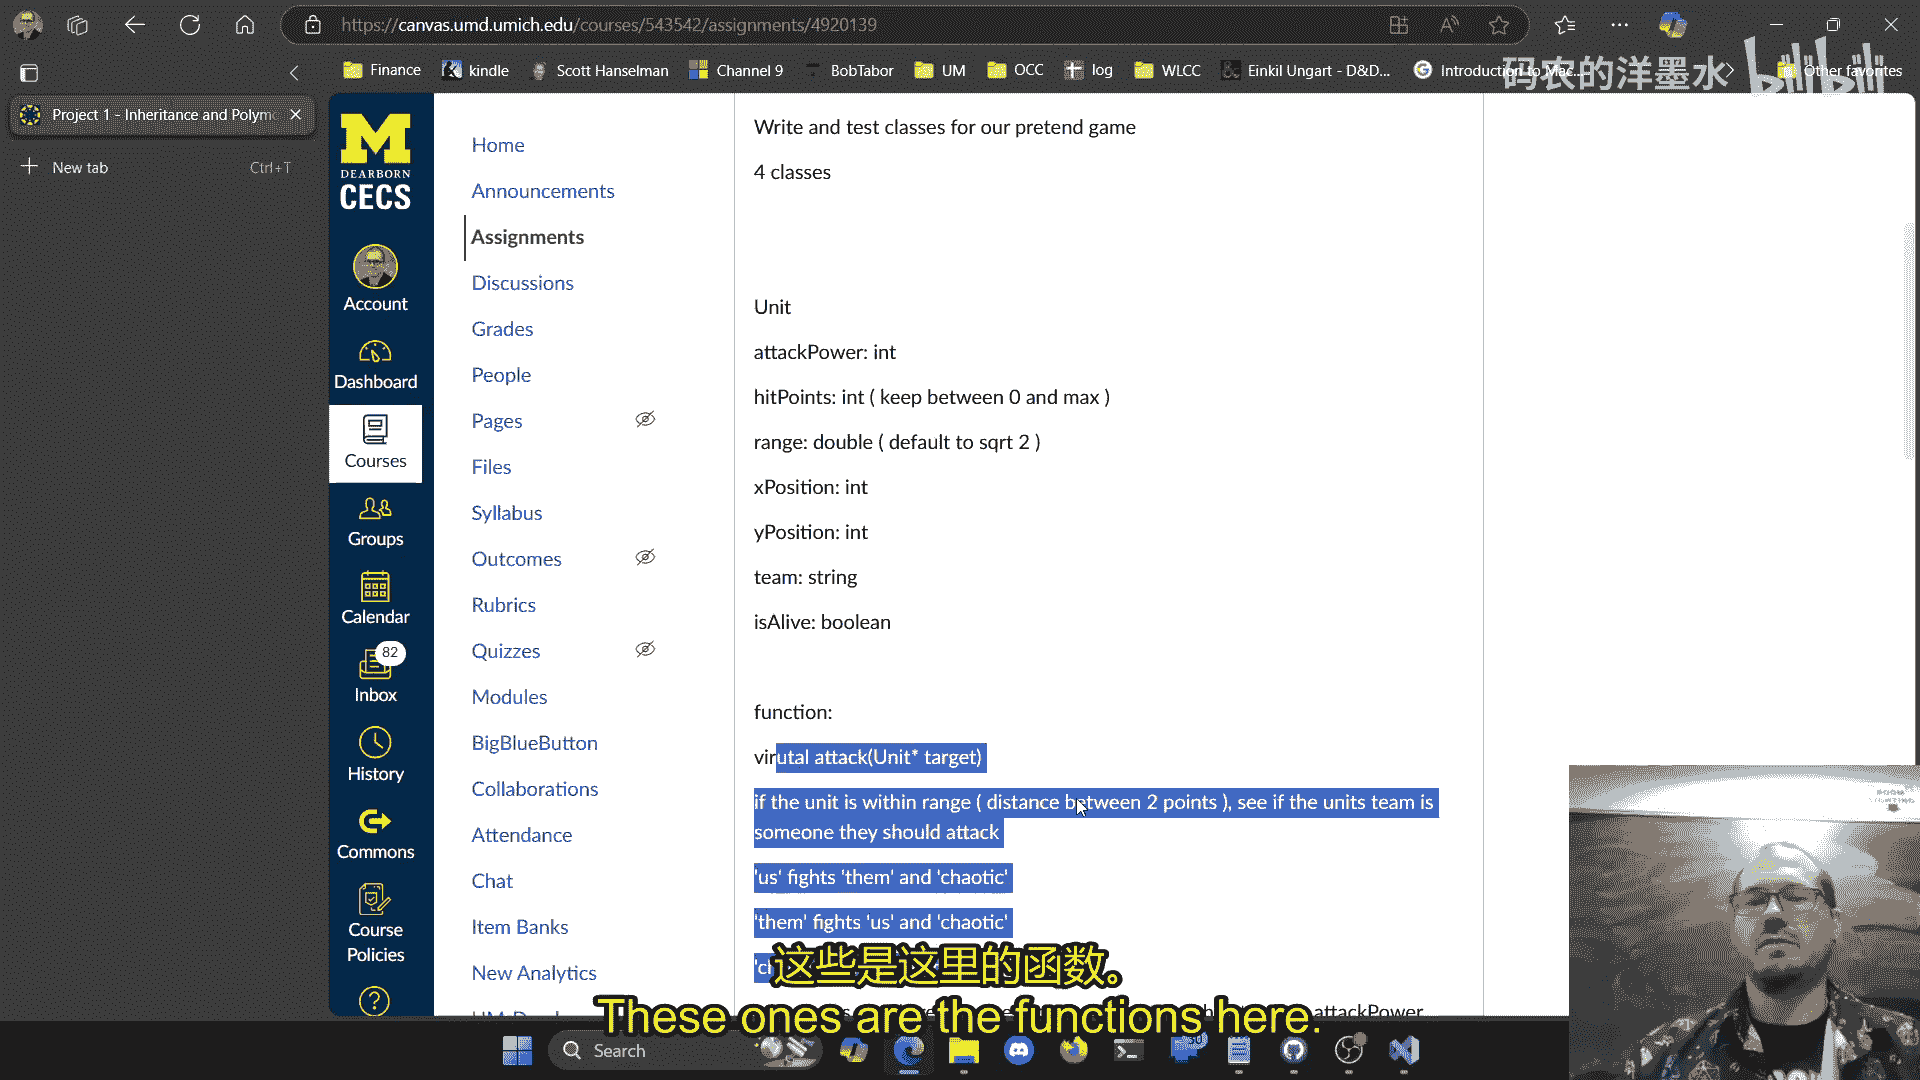 https://canvas.umd.umich.edu/courses/543542/assignments/4920139
Finance
kindle
Scott Hanselman
Channel 9
BobTabor
UM
OCC
log
WLCC
Einkil Ungart - D&D...
Introduction to Mac...
Other favorites
码农的洋墨水
bilibili
Project 1 - Inheritance and Polymo
New tab
Ctrl+T
M
DEARBORN
CECS
Account
Dashboard
Courses
Groups
Calendar
82
Inbox
History
Commons
Course
Policies
Home
Announcements
Assignments
Discussions
Grades
People
Pages
Files
Syllabus
Outcomes
Rubrics
Quizzes
Modules
BigBlueButton
Collaborations
Attendance
Chat
Item Banks
New Analytics
Write and test classes for our pretend game
4 classes
Unit
attackPower: int
hitPoints: int ( keep between 0 and max )
range: double ( default to sqrt 2 )
xPosition: int
yPosition: int
team: string
isAlive: boolean
function:
virutal attack(Unit* target)
if the unit is within range ( distance between 2 points ), see if the units team is
someone they should attack
'us' fights 'them' and 'chaotic'
'them' fights 'us' and 'chaotic'
attackPower
这些是这里的函数。
These ones are the functions here.
Search